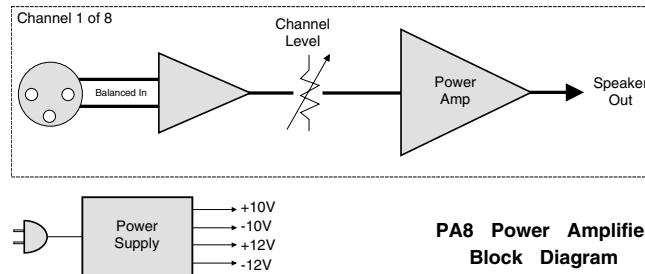 Channel 1 of 8
Channel
Level
Balanced In
Power
Amp
Speaker
Out
Power
Supply
+10V
-10V
+12V
-12V
PA8 Power Amplifie
Block Diagram